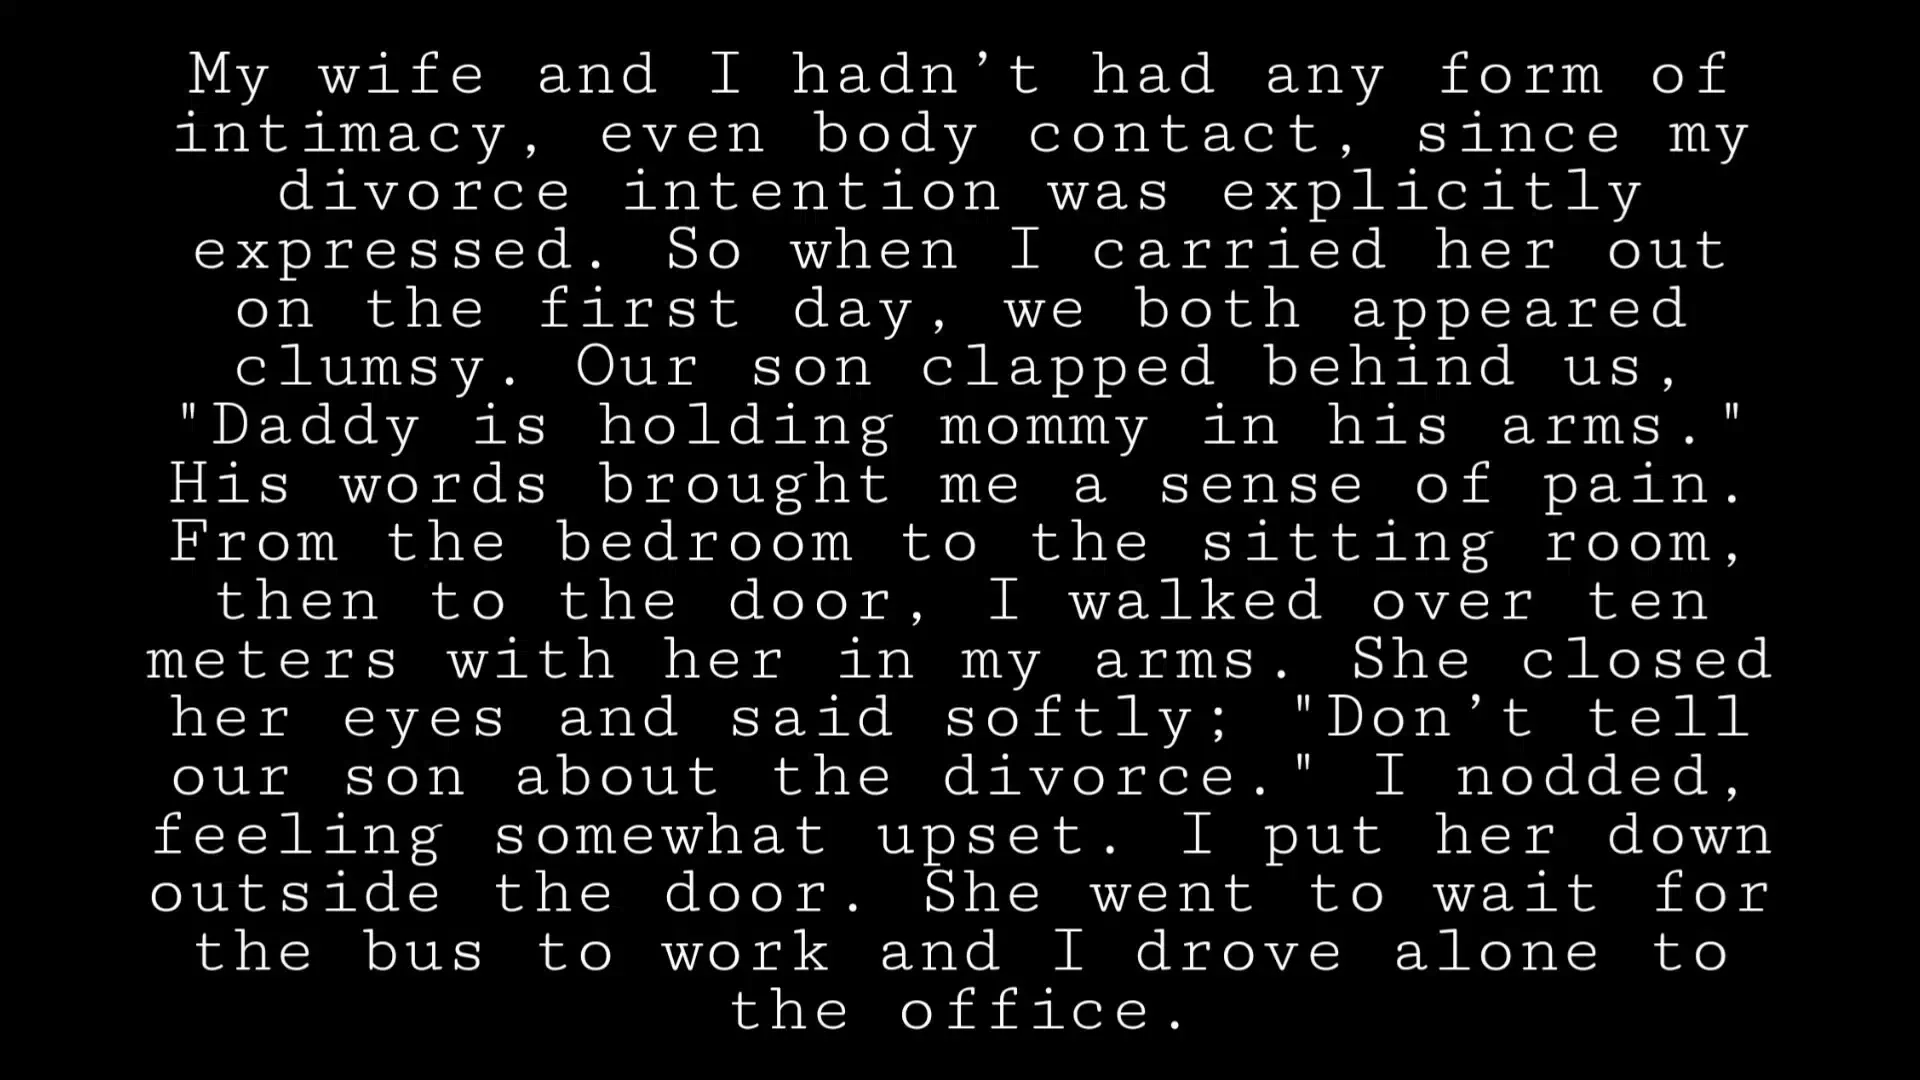 My wife and I hadn’t had any form of
intimacy, even body contact, since my
divorce intention was explicitly
expressed. So when I carried her out
on the first day, we both appeared
clumsy. Our son clapped behind us,
"Daddy is holding mommy in his arms."
His words brought me a sense of pain.
From the bedroom to the sitting room,
then to the door, I walked over ten
meters with her in my arms. She closed
her eyes and said softly; "Don’t tell
our son about the divorce." I nodded,
feeling somewhat upset. I put her down
outside the door. She went to wait for
the bus to work and I drove alone to
the office.